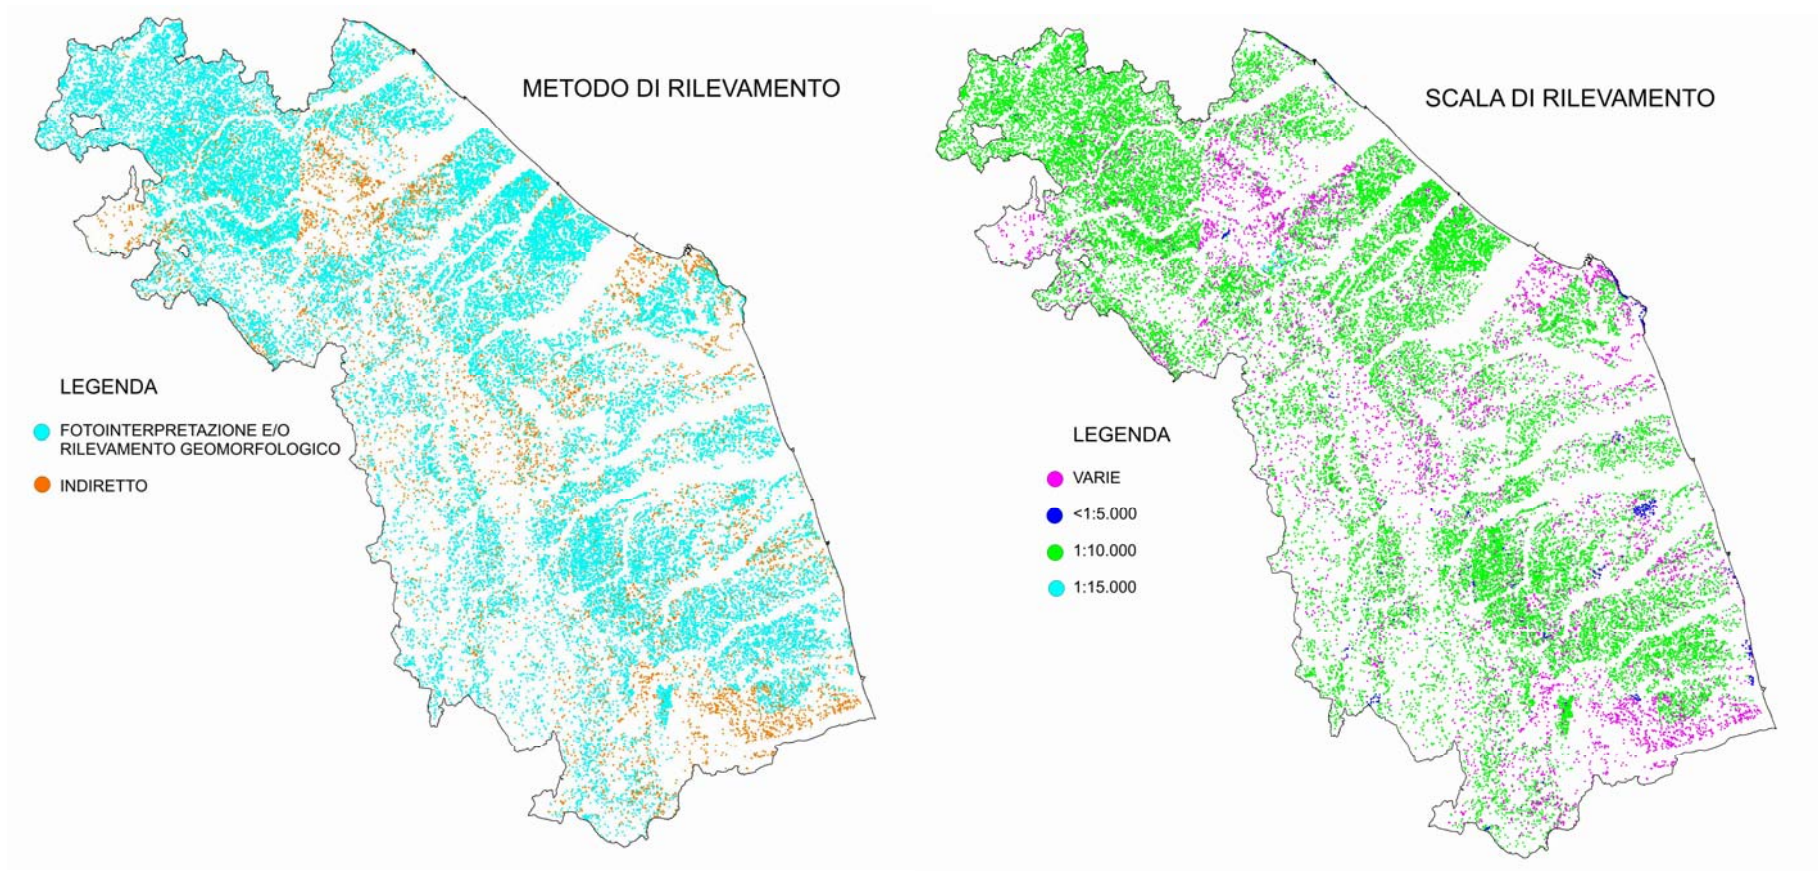 METODO DI RILEVAMENTO
LEGENDA
FOTOINTERPRETAZIONE E/O
RILEVAMENTO GEOMORFOLOGICO
INDIRETTO
SCALA DI RILEVAMENTO
LEGENDA
VARIE
<1:5.000
1:10.000
1:15.000